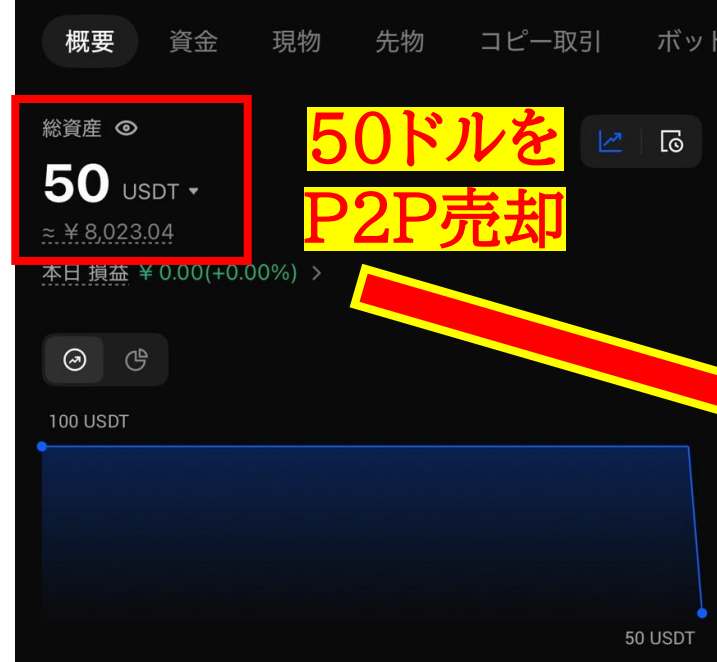 概要 資金 現物 先物 コピー取引 ボット
総資産
50 USDT
≈ ¥ 8,023.04
本日 損益 ¥ 0.00(+0.00%) >
50ドルを
P2P売却
100 USDT
50 USDT